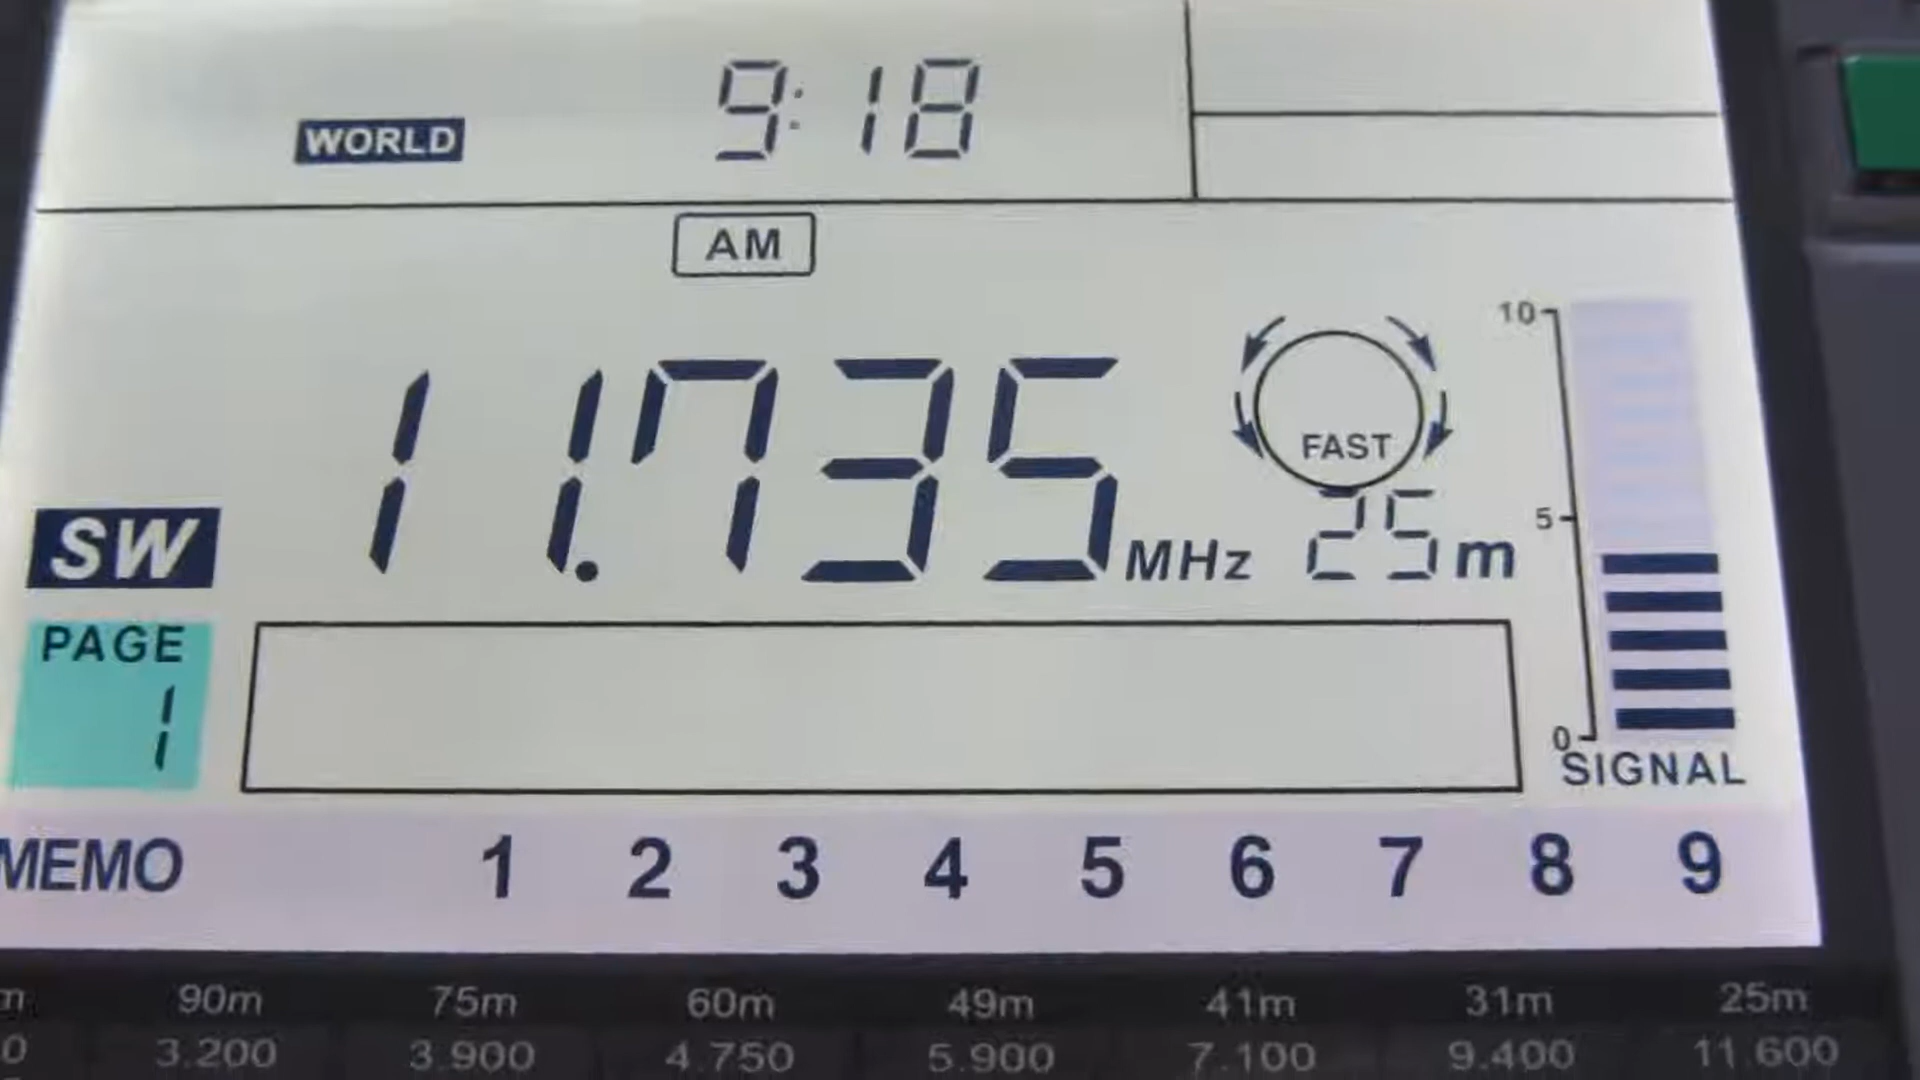 WORLD 9:18
AM
10
FAST
SW 11.735 MHz 25 m 5
PAGE
1
0
SIGNAL
MEMO 1 2 3 4 5 6 7 8 9
m 90m 75m 60m 49m 41m 31m 25m
0 3.200 3.900 4.750 5.900 7.100 9.400 11.600